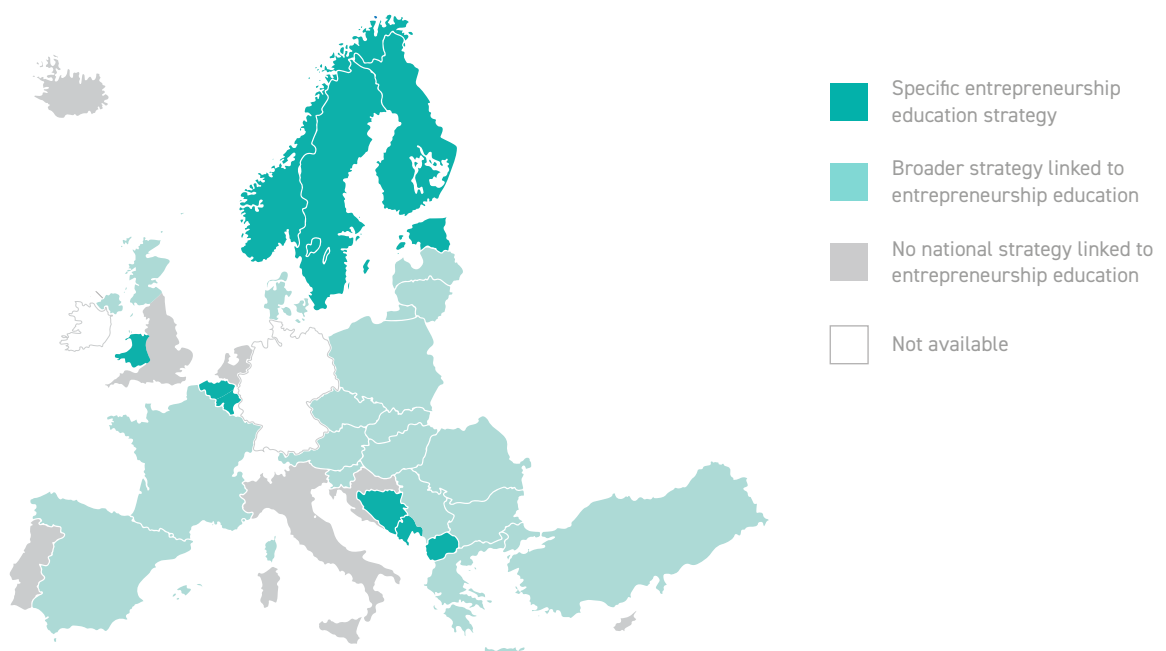 Specific entrepreneurship
education strategy
Broader strategy linked to
entrepreneurship education
No national strategy linked to
entrepreneurship education
Not available